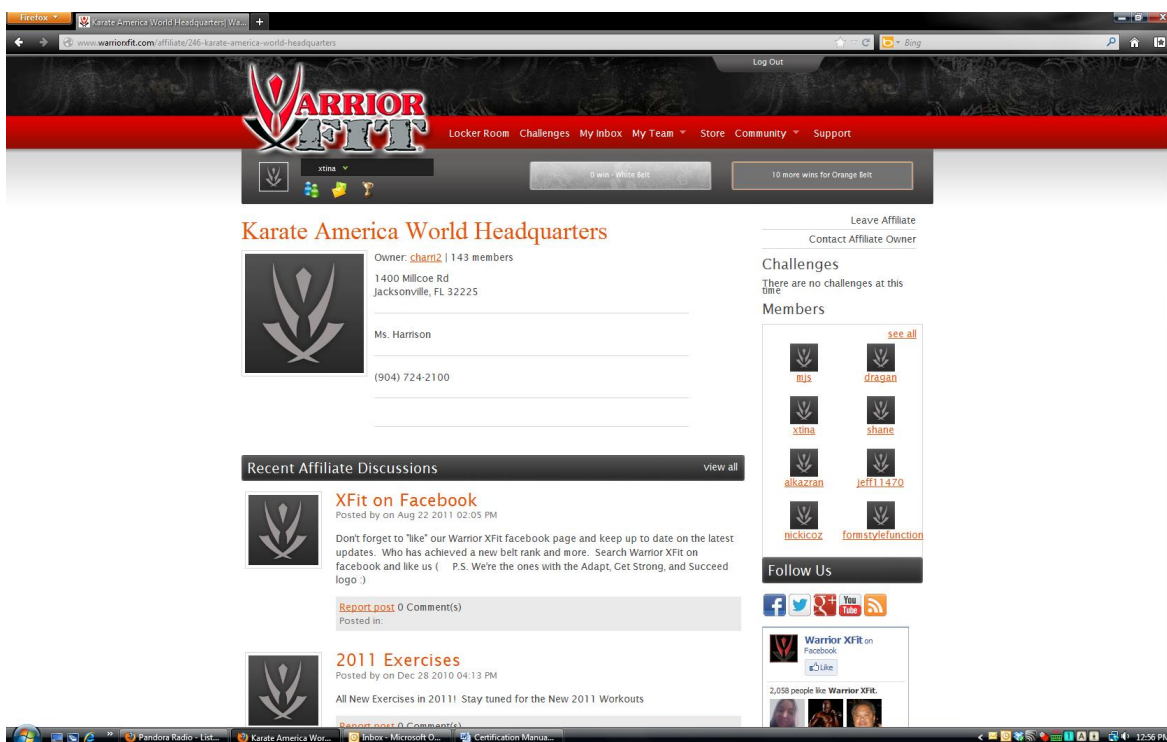 Firefox
Karate America World Headquarters| Wa...
www.warriorxfit.com/affiliate/246-karate-america-world-headquarters
Bing
Log Out
WARRIOR
XFIT
Locker Room Challenges My Inbox My Team Store Community Support
xtina
0 win - White Belt
10 more wins for Orange Belt
Karate America World Headquarters
Owner: charri2 | 143 members
1400 Millcoe Rd
Jacksonville, FL 32225
Ms. Harrison
(904) 724-2100
Leave Affiliate
Contact Affiliate Owner
Challenges
There are no challenges at this
time
Members
see all
mjs dragan
xtina shane
alkazran jeff11470
nickicoz formstylefunction
Recent Affiliate Discussions view all
XFit on Facebook
Posted by on Aug 22 2011 02:05 PM
Don't forget to "like" our Warrior XFit facebook page and keep up to date on the latest
updates. Who has achieved a new belt rank and more. Search Warrior XFit on
facebook and like us ( P.S. We're the ones with the Adapt, Get Strong, and Succeed
logo :)
Report post 0 Comment(s)
Posted in:
2011 Exercises
Posted by on Dec 28 2010 04:13 PM
All New Exercises in 2011! Stay tuned for the New 2011 Workouts
Report post 0 Comment(s)
Follow Us
You
Tube
Warrior XFit on
Facebook
Like
2,058 people like Warrior XFit.
Pandora Radio - List... Karate America Wor... Inbox - Microsoft O... Certification Manua... 12:56 PM